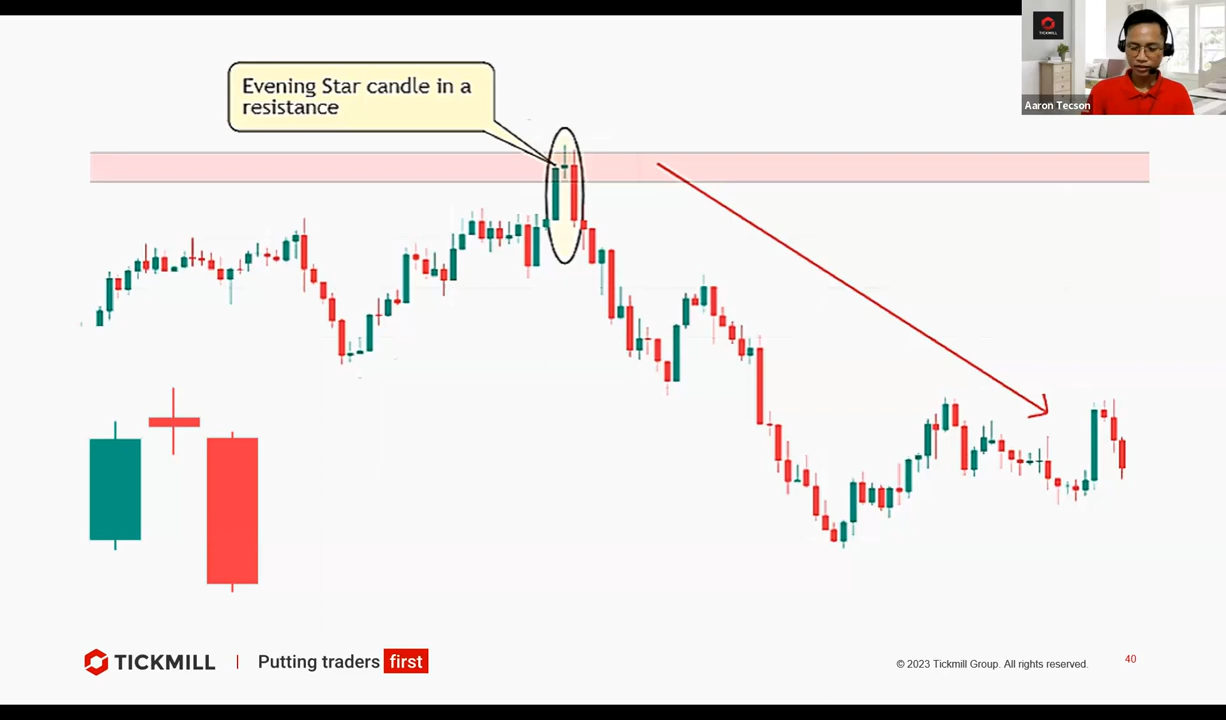 TICKMILL
Aaron Tecson
Evening Star candle in a
resistance
TICKMILL | Putting traders first
© 2023 Tickmill Group. All rights reserved.
40